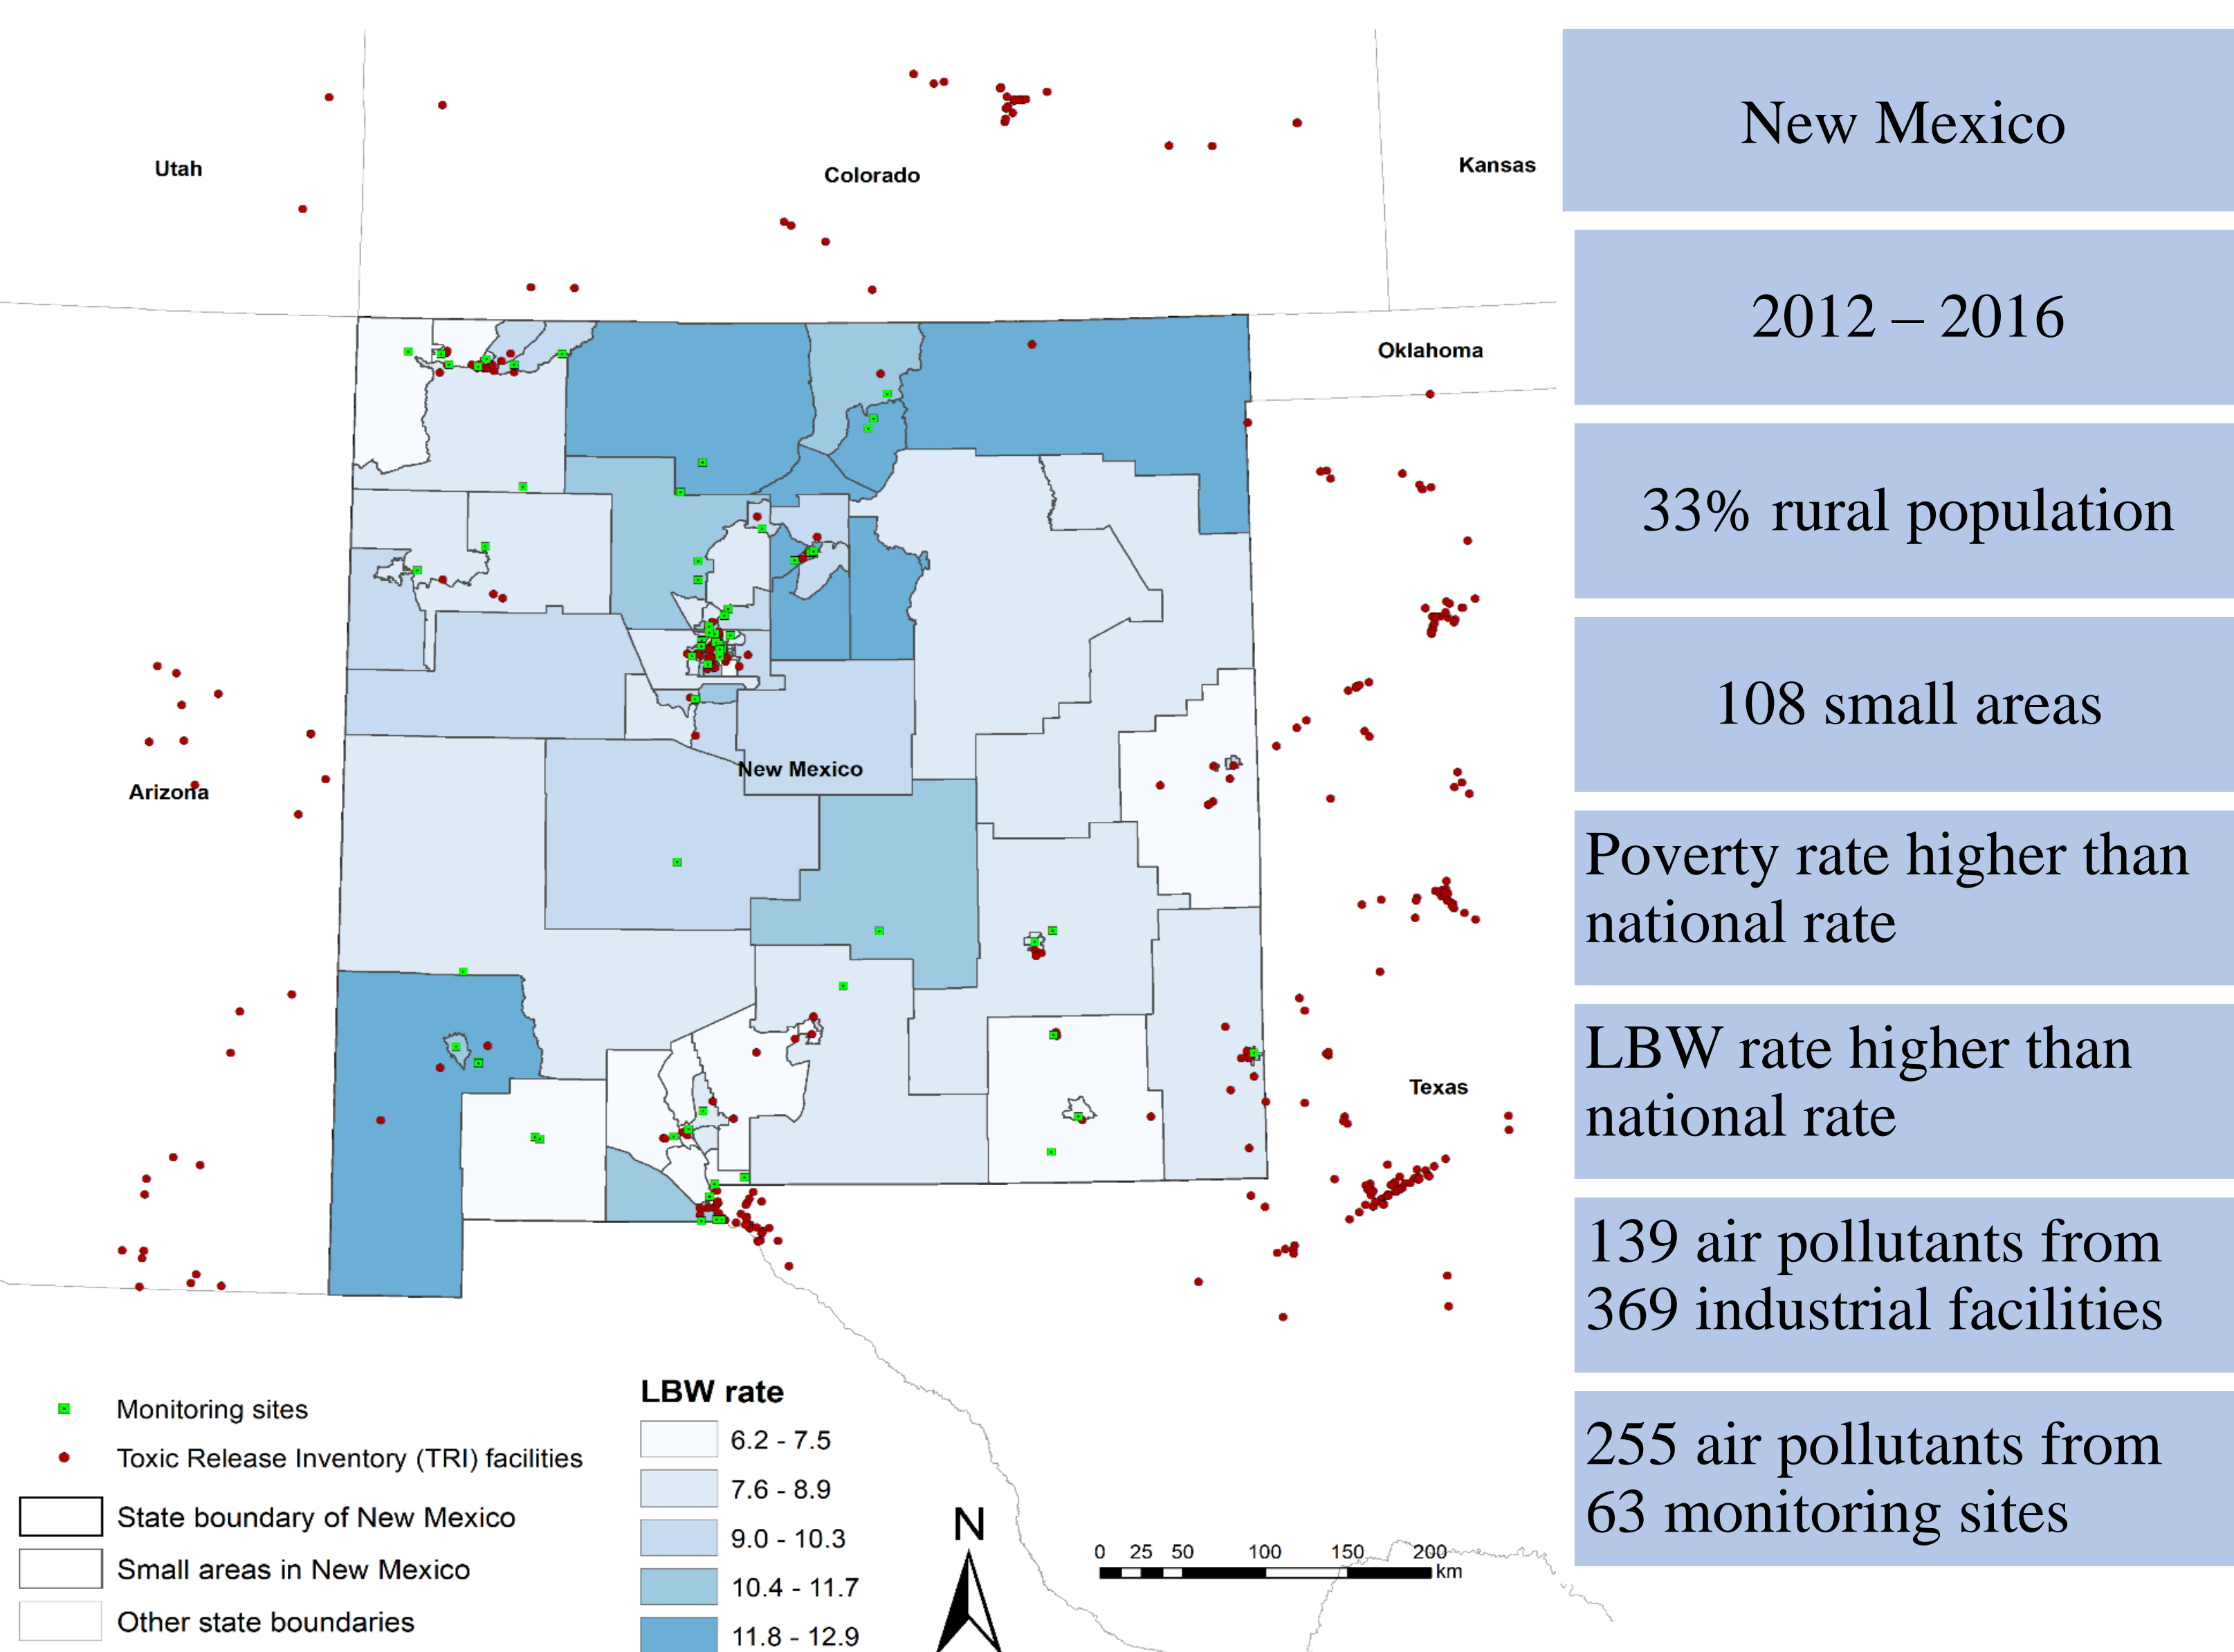 Utah
Colorado
Kansas
Oklahoma
Arizona
New Mexico
Texas
Monitoring sites
Toxic Release Inventory (TRI) facilities
State boundary of New Mexico
Small areas in New Mexico
Other state boundaries
LBW rate
6.2 - 7.5
7.6 - 8.9
9.0 - 10.3
10.4 - 11.7
11.8 - 12.9
N
0 25 50 100 150 200
km
New Mexico
2012 – 2016
33% rural population
108 small areas
Poverty rate higher than
national rate
LBW rate higher than
national rate
139 air pollutants from
369 industrial facilities
255 air pollutants from
63 monitoring sites